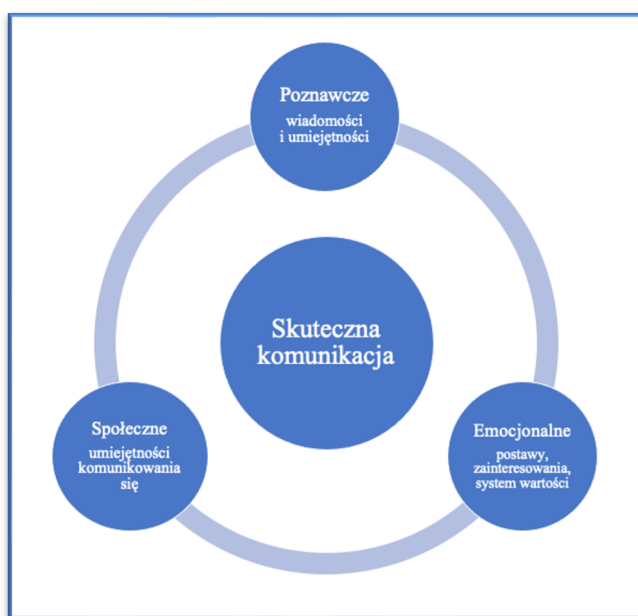 Poznawcze
wiadomości
i umiejętności
Skuteczna
komunikacja
Społeczne
umiejętności
komunikowania
się
Emocjonalne
postawy,
zainteresowania,
system wartości